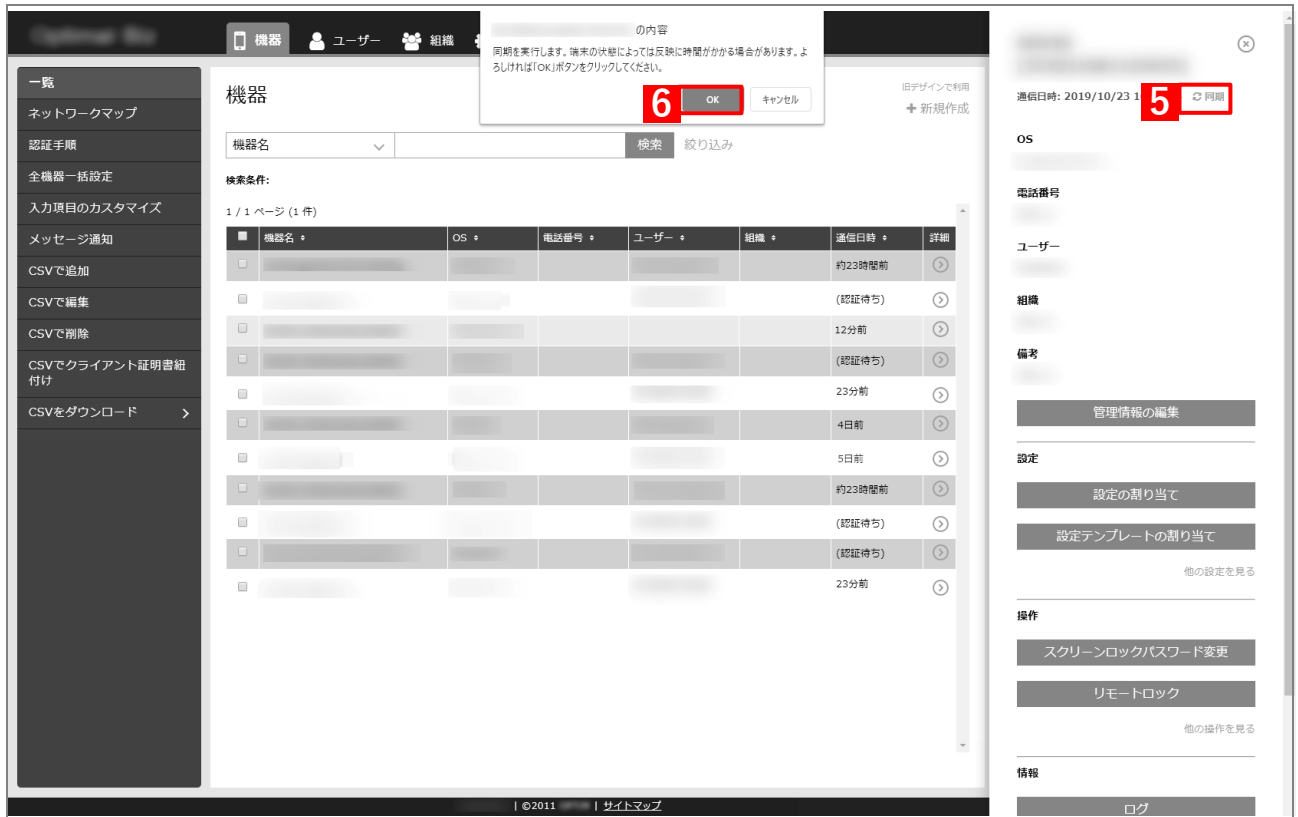 機器
ユーザー
組織
の内容
同期を実行します。端末の状態によっては反映に時間がかかる場合があります。よ
ろしければ「OK」ボタンをクリックしてください。
6
OK
キャンセル
一覧
ネットワークマップ
認証手順
全機器一括設定
入力項目のカスタマイズ
メッセージ通知
CSVで追加
CSVで編集
CSVで削除
CSVでクライアント証明書紐
付け
CSVをダウンロード
機器
旧デザインで利用
新規作成
機器名
検索
絞り込み
検索条件:
1 / 1 ページ (1 件)
機器名 OS 電話番号 ユーザー 組織 通信日時 詳細
約23時間前
(認証待ち)
12分前
(認証待ち)
23分前
4日前
5日前
約23時間前
(認証待ち)
(認証待ち)
23分前
通信日時: 2019/10/23 1
5
同期
OS
電話番号
ユーザー
組織
備考
管理情報の編集
設定
設定の割り当て
設定テンプレートの割り当て
他の設定を見る
操作
スクリーンロックパスワード変更
リモートロック
他の操作を見る
情報
ログ
| ©2011 | サイトマップ